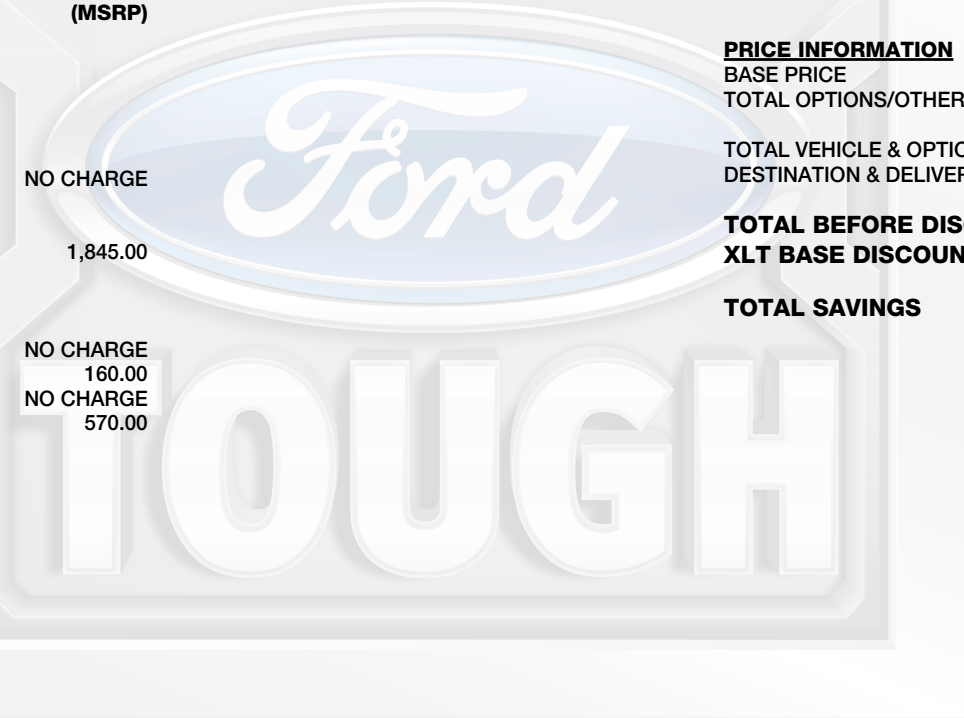 (MSRP)
NO CHARGE
1,845.00
NO CHARGE
160.00
NO CHARGE
570.00
PRICE INFORMATION
BASE PRICE
TOTAL OPTIONS/OTHER
TOTAL VEHICLE & OPTIO
DESTINATION & DELIVER
TOTAL BEFORE DIS
XLT BASE DISCOUN
TOTAL SAVINGS
Ford
TOUGH